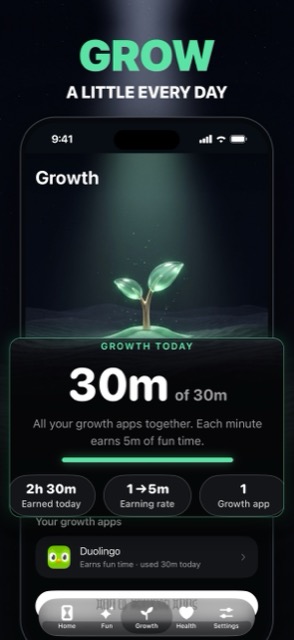 GROW
A LITTLE EVERY DAY
9:41
Growth
GROWTH TODAY
30m of 30m
All your growth apps together. Each minute
earns 5m of fun time.
2h 30m
Earned today
1→5m
Earning rate
1
Growth app
Your growth apps
Duolingo
Earns fun time · used 30m today
Home
Fun
Growth
Health
Settings